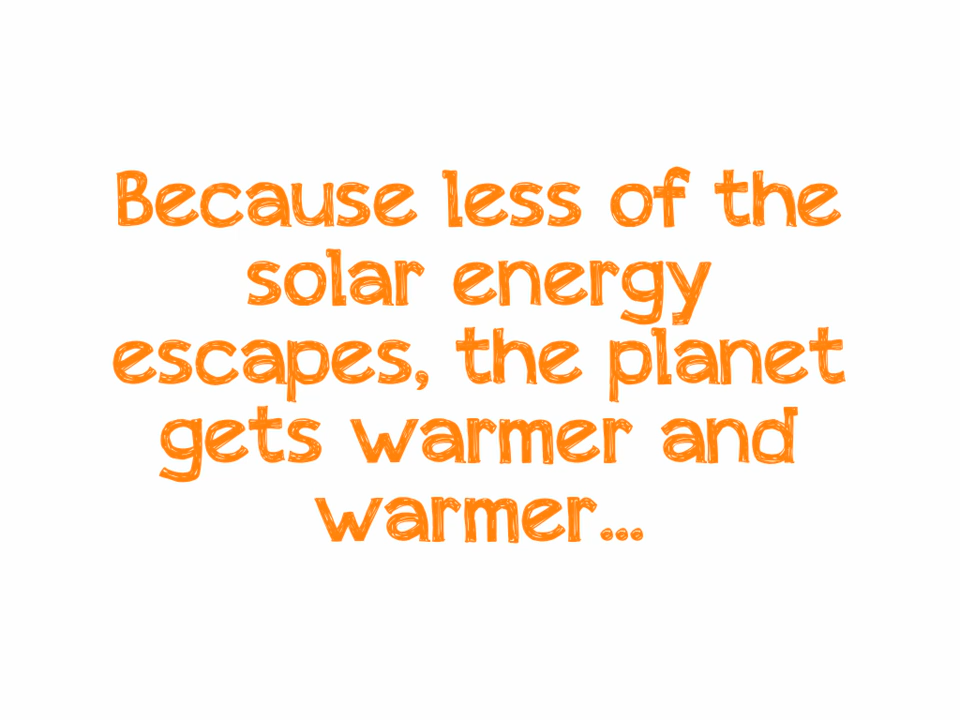 Because less of the
solar energy
escapes, the planet
gets warmer and
warmer...